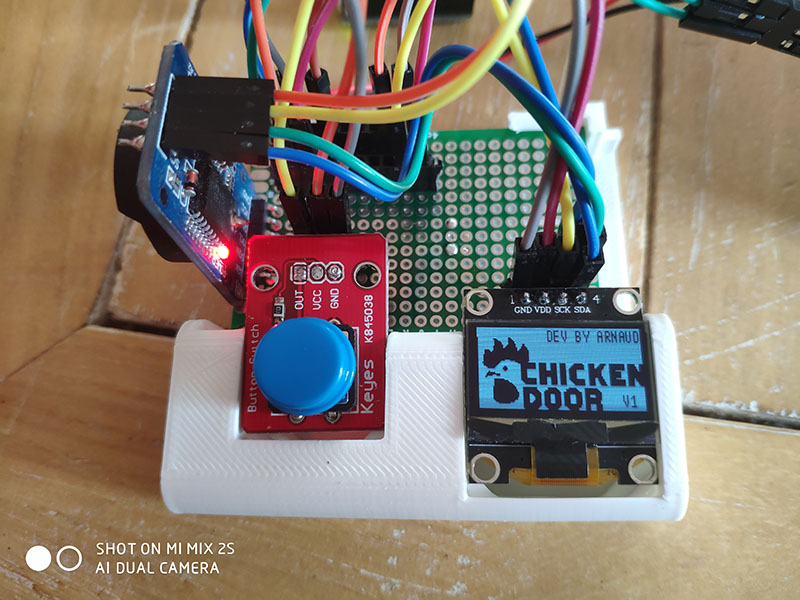 OUT
VCC
GND
K845038
Button Switch
Keyes
1 4
GND VDD SCK SDA
DEV BY ARNAUD
CHICKEN
DOOR V1
SHOT ON MI MIX 2S
AI DUAL CAMERA